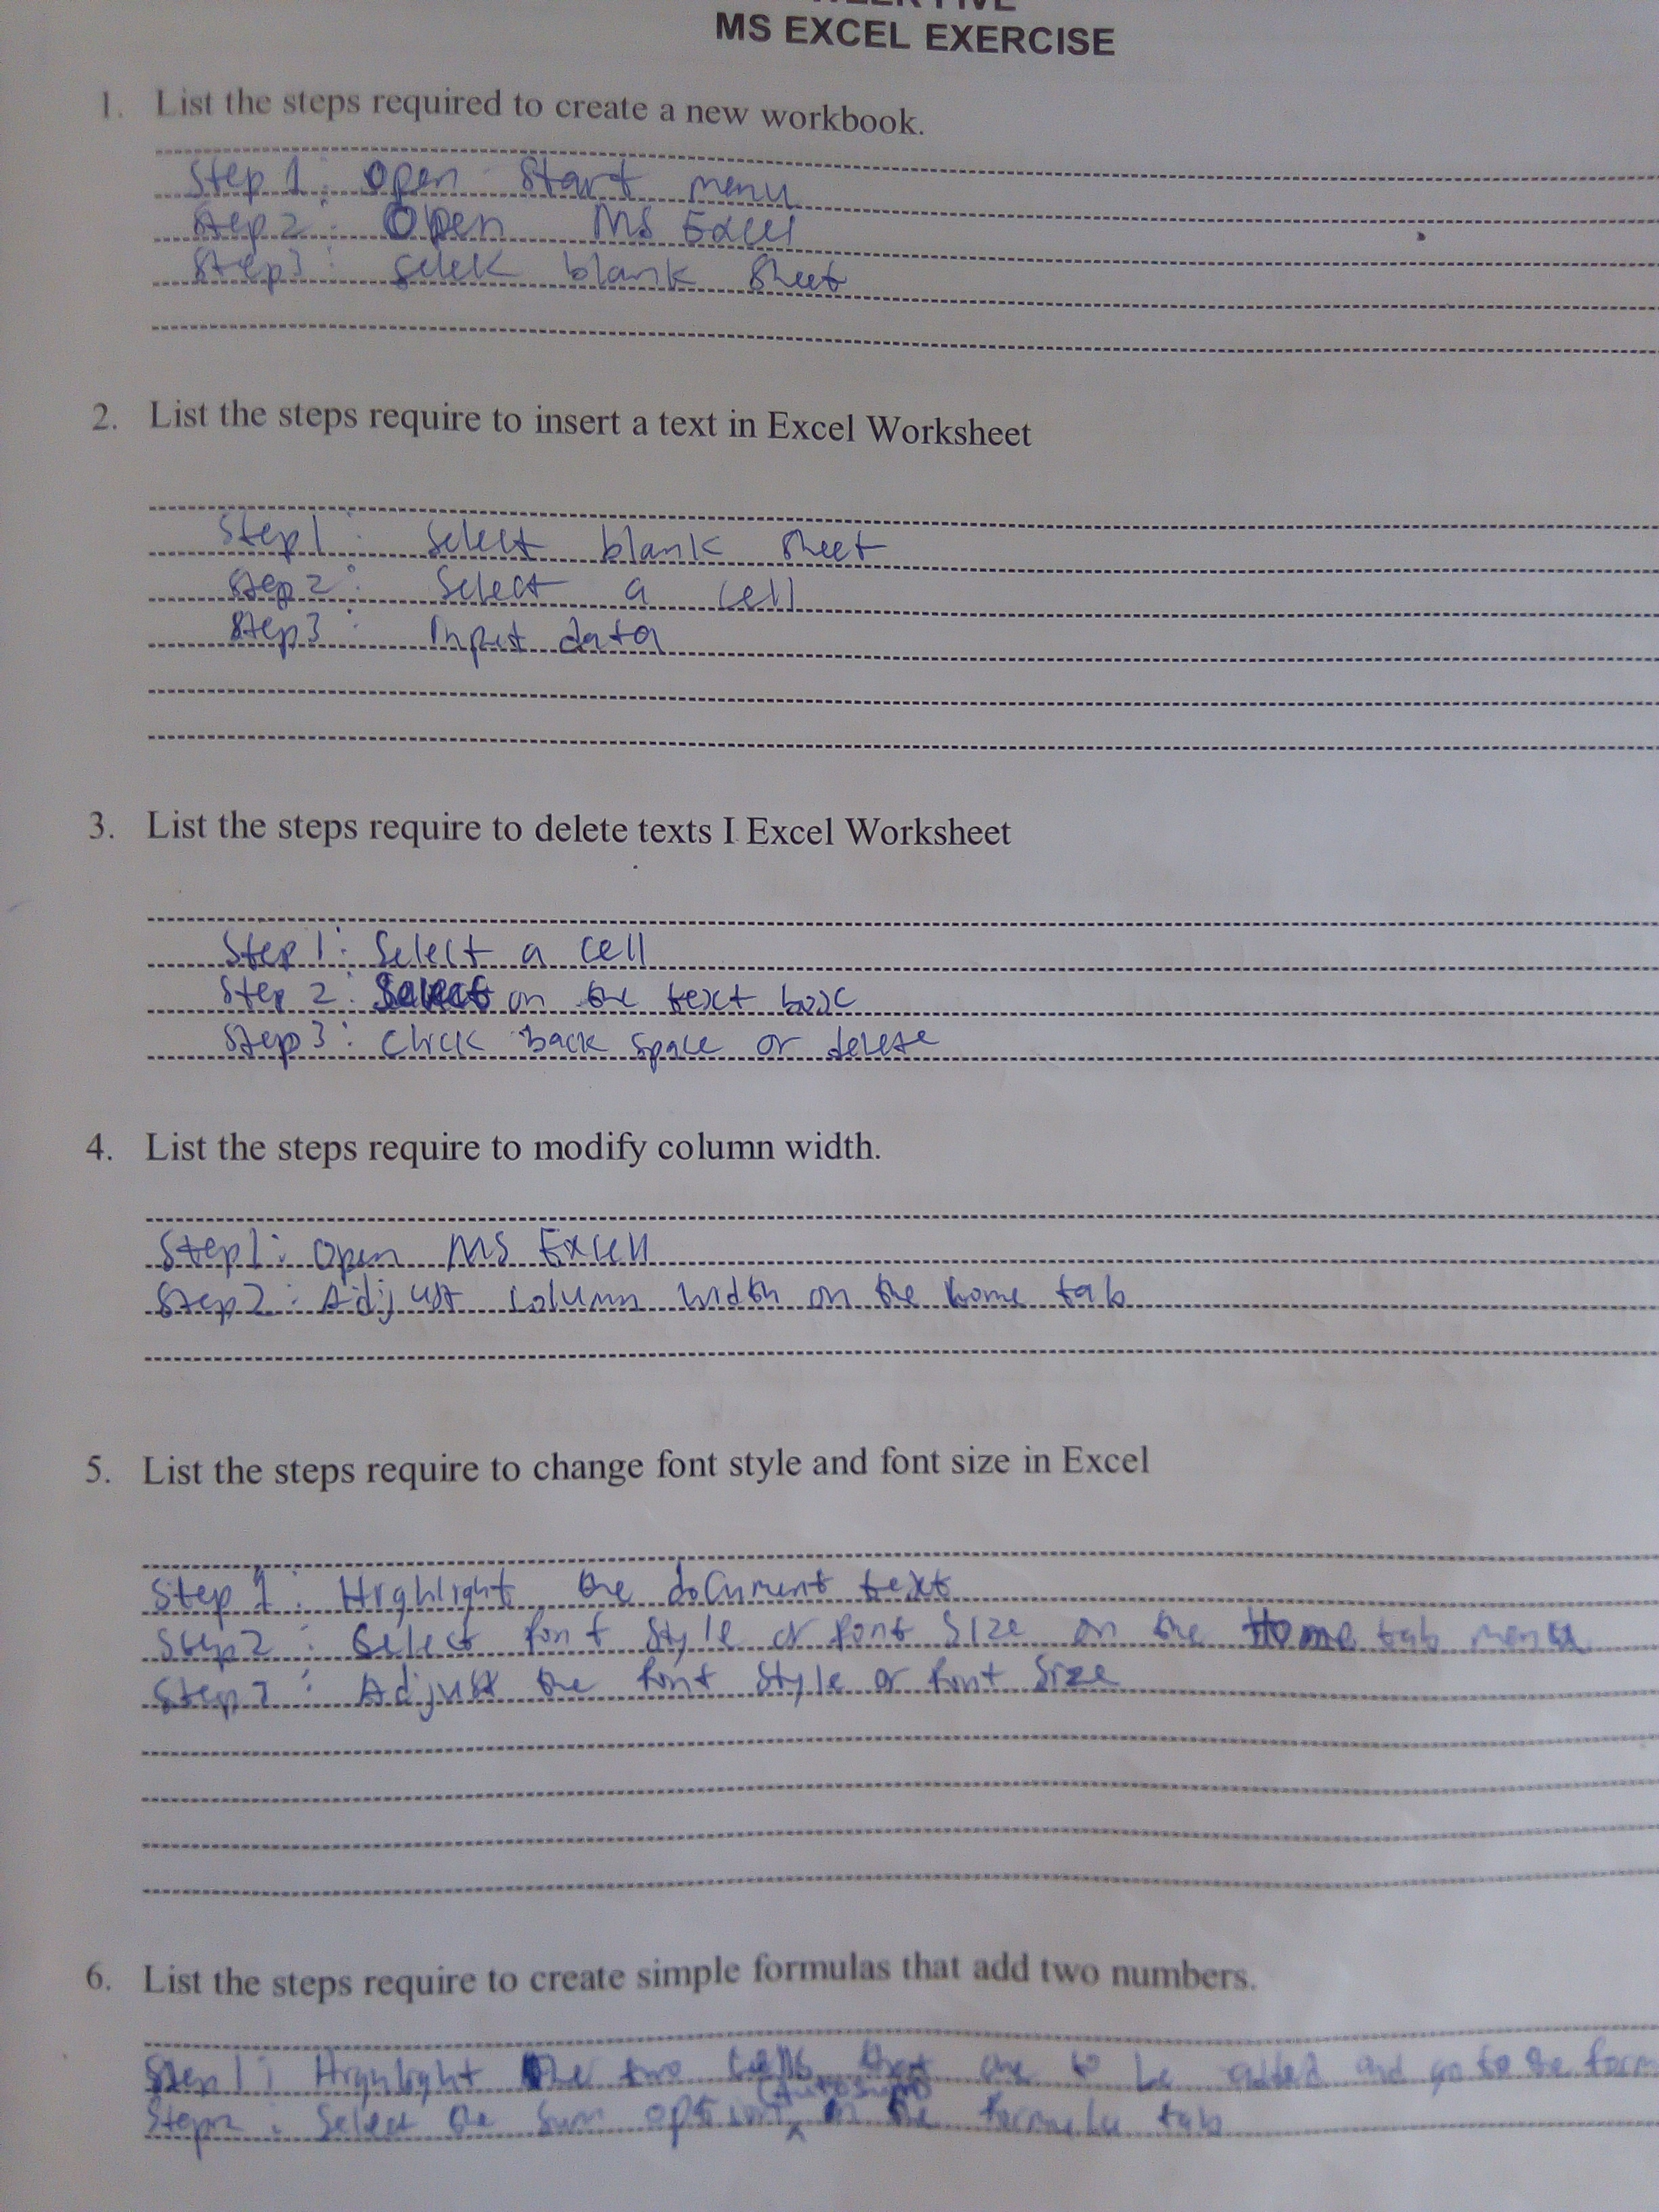 WEEK FIVE
MS EXCEL EXERCISE
1. List the steps required to create a new workbook.
Step 1: Open Start menu
Step 2: Open MS Excel
Step 3: Selek blank sheet
2. List the steps require to insert a text in Excel Worksheet
Step 1: Select blank sheet
Step 2: Select a cell
Step 3: Input data
3. List the steps require to delete texts I Excel Worksheet
Step 1: Select a cell
Step 2: Select on the text box
Step 3: Click back space or delete
4. List the steps require to modify column width.
Step 1: Open MS Excell
Step 2: Adjust column width on the home tab
5. List the steps require to change font style and font size in Excel
Step 1: Highlight the document text
Step 2: Select font style or font size on the Home tab menu
Step 3: Adjust the font style or font size
6. List the steps require to create simple formulas that add two numbers.
Step 1: Highlight the two cells that are to be added and go to the form
(Autosum)
Step 2: Select the sum option in the formula tab